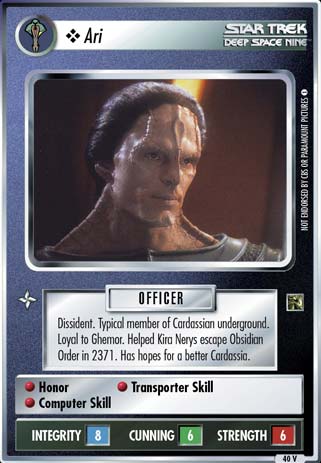 ❖ Ari
STAR TREK
DEEP SPACE NINE
NOT ENDORSED BY CBS OR PARAMOUNT PICTURES
OFFICER
Dissident. Typical member of Cardassian underground.
Loyal to Ghemor. Helped Kira Nerys escape Obsidian
Order in 2371. Has hopes for a better Cardassia.
Honor
Transporter Skill
Computer Skill
INTEGRITY 8 CUNNING 6 STRENGTH 6
40 V